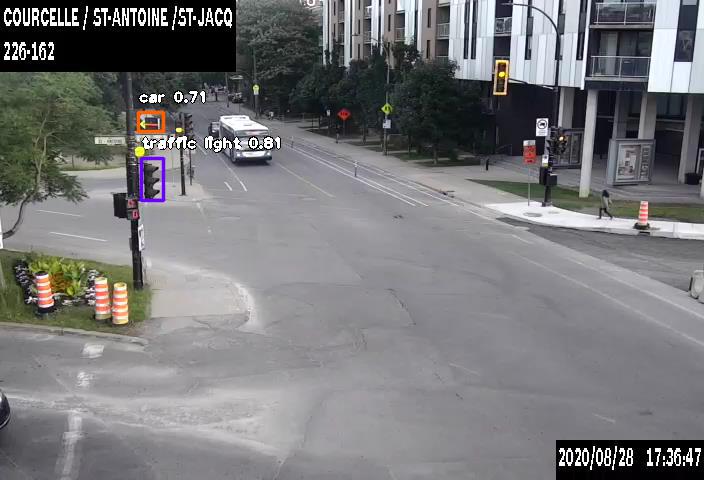 COURCELLE / ST-ANTOINE /ST-JACQ
226-162
car 0.71
traffic light 0.81
2020/08/28 17:36:47